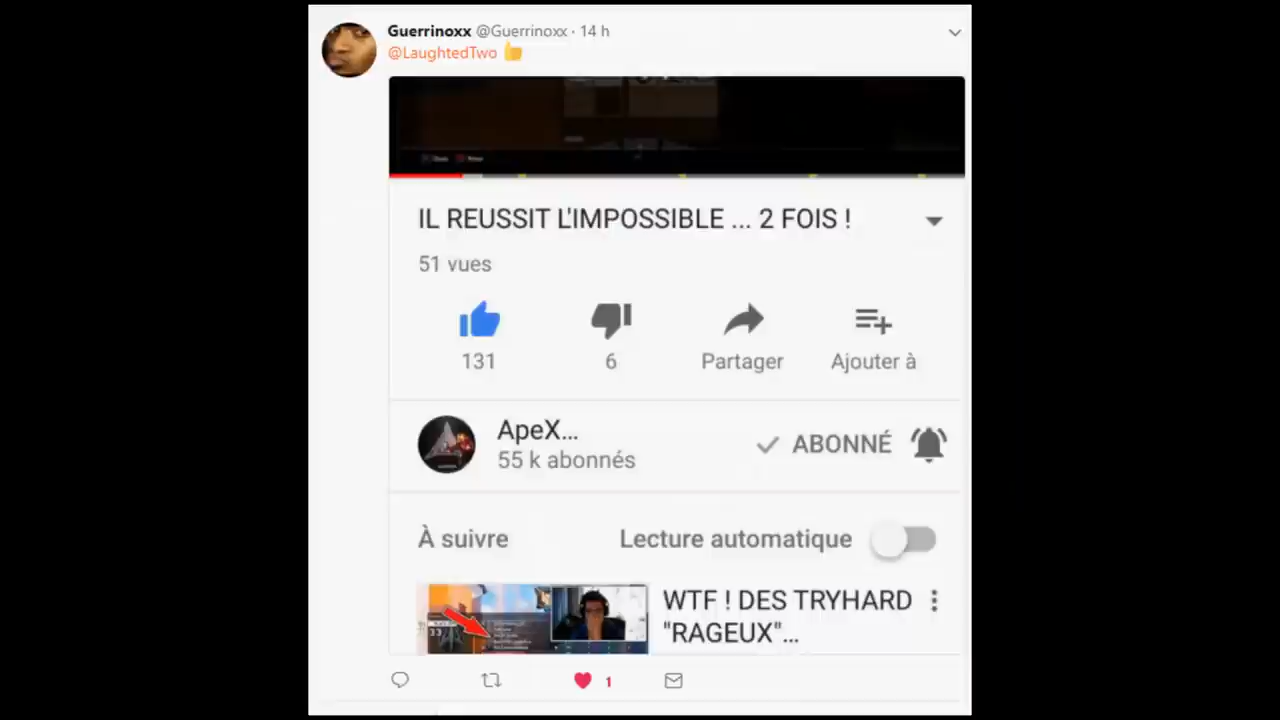 Guerrinoxx @Guerrinoxx · 14 h
@LaughtedTwo 👍
IL REUSSIT L'IMPOSSIBLE ... 2 FOIS !
51 vues
131
6
Partager
Ajouter à
ApeX...
55 k abonnés
ABONNÉ
À suivre
Lecture automatique
WTF ! DES TRYHARD
"RAGEUX"...
1